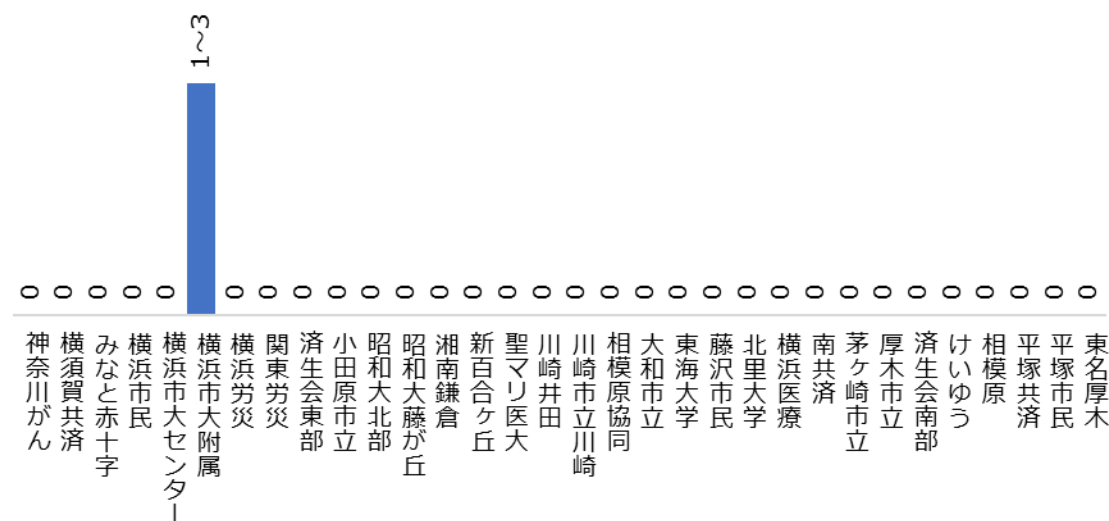 1～3
0 0 0 0 0 0 0 0 0 0 0 0 0 0 0 0 0 0 0 0 0 0 0 0 0 0 0 0 0 0 0
神奈川がん
横須賀共済
みなと赤十字
横浜市民
横浜市大センター
横浜市大附属
横浜労災
関東労災
済生会東部
小田原市立
昭和大北部
昭和大藤が丘
湘南鎌倉
新百合ヶ丘
聖マリ医大
川崎井田
川崎市立川崎
相模原協同
大和市立
東海大学
藤沢市民
北里大学
横浜医療
南共済
茅ヶ崎市立
厚木市立
済生会南部
けいゆう
相模原
平塚共済
平塚市民
東名厚木